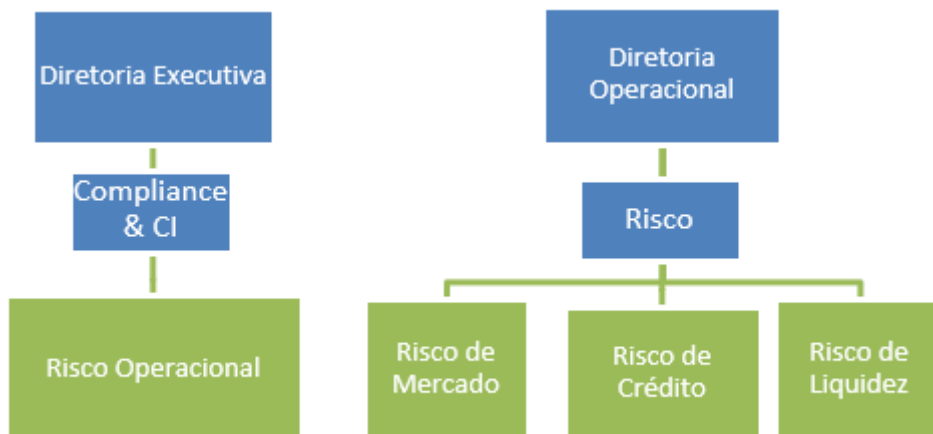 Diretoria Executiva
Compliance
& CI
Risco Operacional
Diretoria
Operacional
Risco
Risco de
Mercado
Risco de
Crédito
Risco de
Liquidez